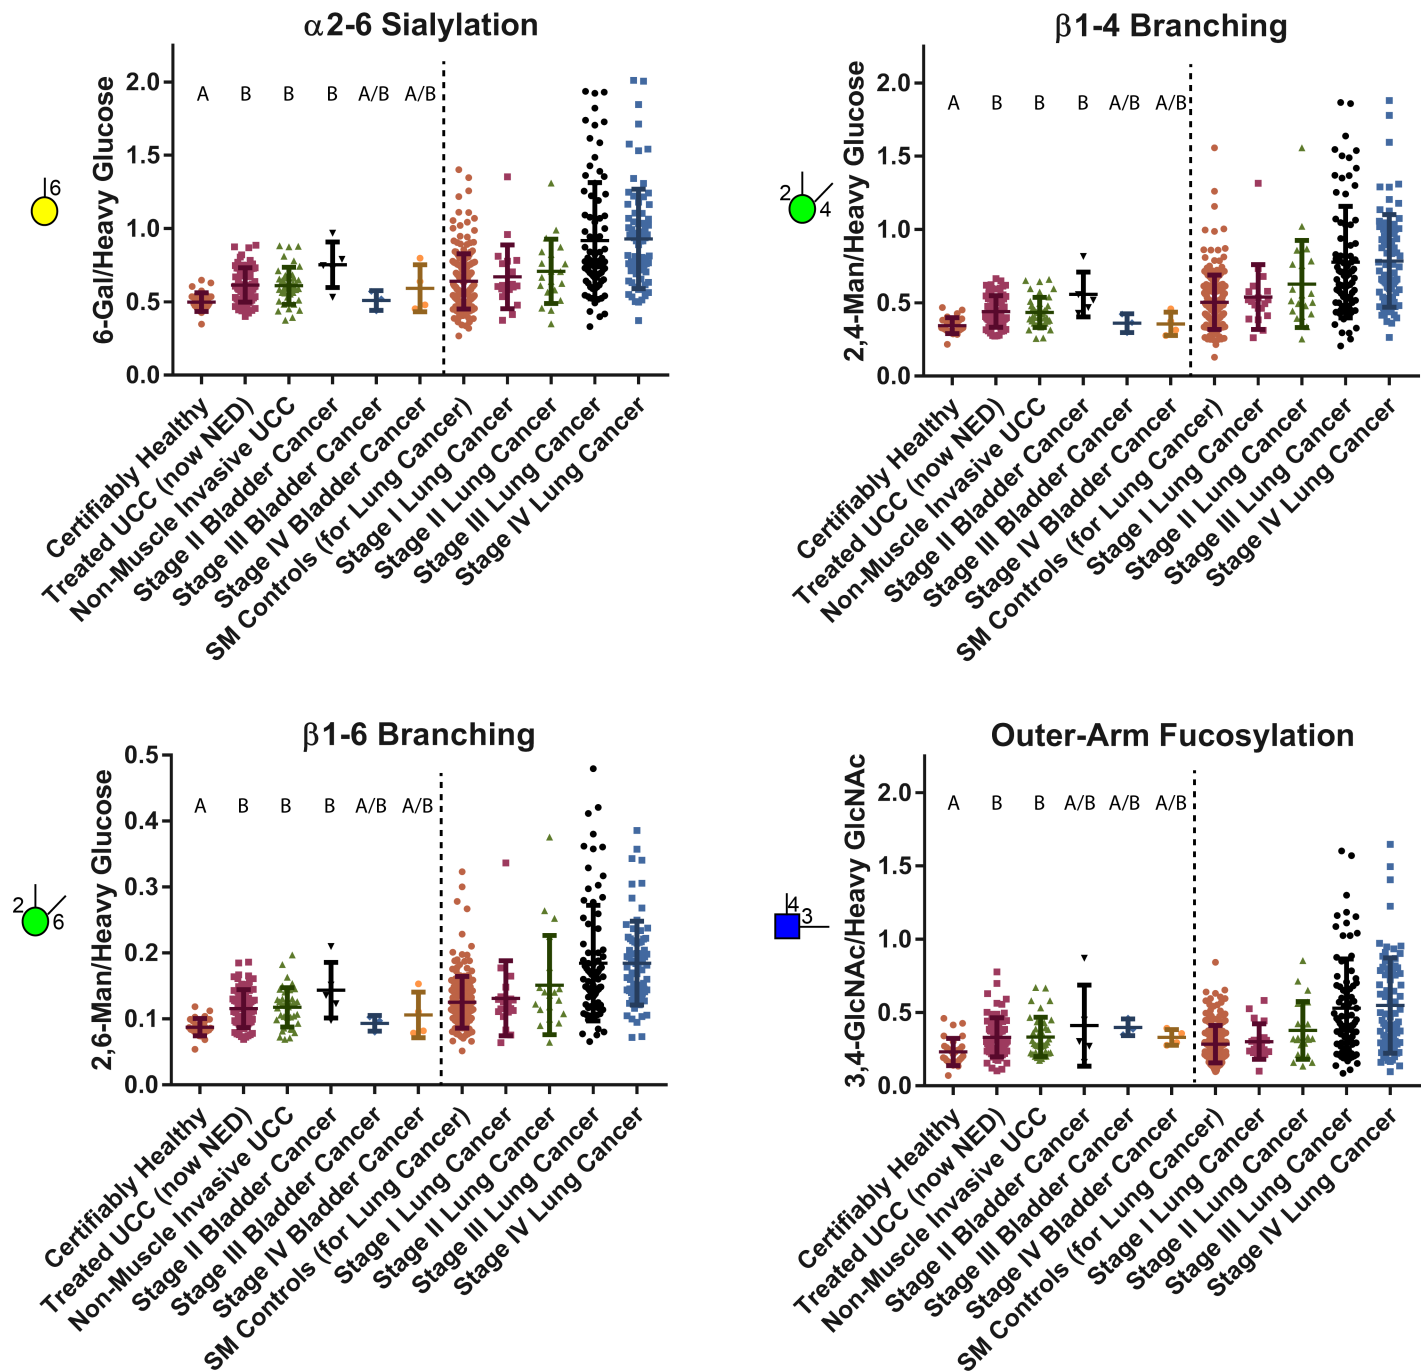 α2-6 Sialylation
6-Gal/Heavy Glucose
2.0
1.5
1.0
0.5
0.0
A B B B A/B A/B
6
Certifiably Healthy
Treated UCC (now NED)
Non-Muscle Invasive UCC
Stage II Bladder Cancer
Stage III Bladder Cancer
Stage IV Bladder Cancer
SM Controls (for Lung Cancer)
Stage I Lung Cancer
Stage II Lung Cancer
Stage III Lung Cancer
Stage IV Lung Cancer
β1-4 Branching
2,4-Man/Heavy Glucose
2.0
1.5
1.0
0.5
0.0
A B B B A/B A/B
2
4
Certifiably Healthy
Treated UCC (now NED)
Non-Muscle Invasive UCC
Stage II Bladder Cancer
Stage III Bladder Cancer
Stage IV Bladder Cancer
SM Controls (for Lung Cancer)
Stage I Lung Cancer
Stage II Lung Cancer
Stage III Lung Cancer
Stage IV Lung Cancer
β1-6 Branching
2,6-Man/Heavy Glucose
0.5
0.4
0.3
0.2
0.1
0.0
A B B B A/B A/B
2
6
Certifiably Healthy
Treated UCC (now NED)
Non-Muscle Invasive UCC
Stage II Bladder Cancer
Stage III Bladder Cancer
Stage IV Bladder Cancer
SM Controls (for Lung Cancer)
Stage I Lung Cancer
Stage II Lung Cancer
Stage III Lung Cancer
Stage IV Lung Cancer
Outer-Arm Fucosylation
3,4-GlcNAc/Heavy GlcNAc
2.0
1.5
1.0
0.5
0.0
A B B A/B A/B A/B
4
3
Certifiably Healthy
Treated UCC (now NED)
Non-Muscle Invasive UCC
Stage II Bladder Cancer
Stage III Bladder Cancer
Stage IV Bladder Cancer
SM Controls (for Lung Cancer)
Stage I Lung Cancer
Stage II Lung Cancer
Stage III Lung Cancer
Stage IV Lung Cancer